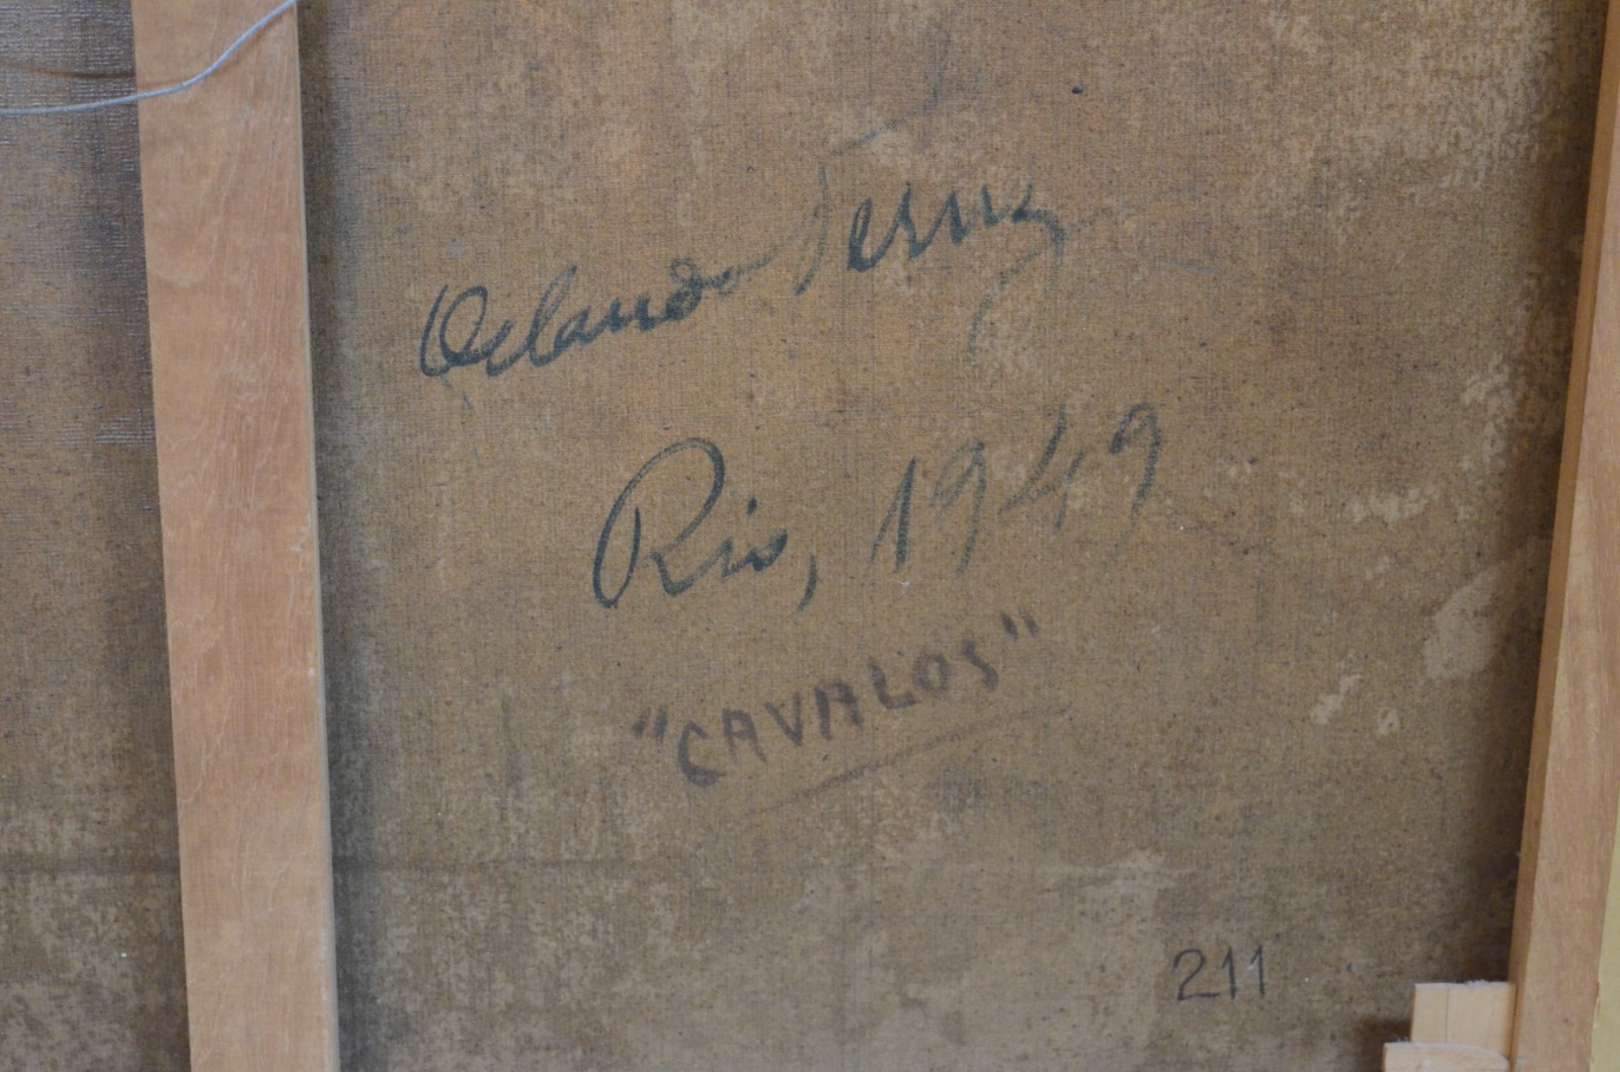 Orlando Teruz
Rio, 1949
"CAVALOS"
211